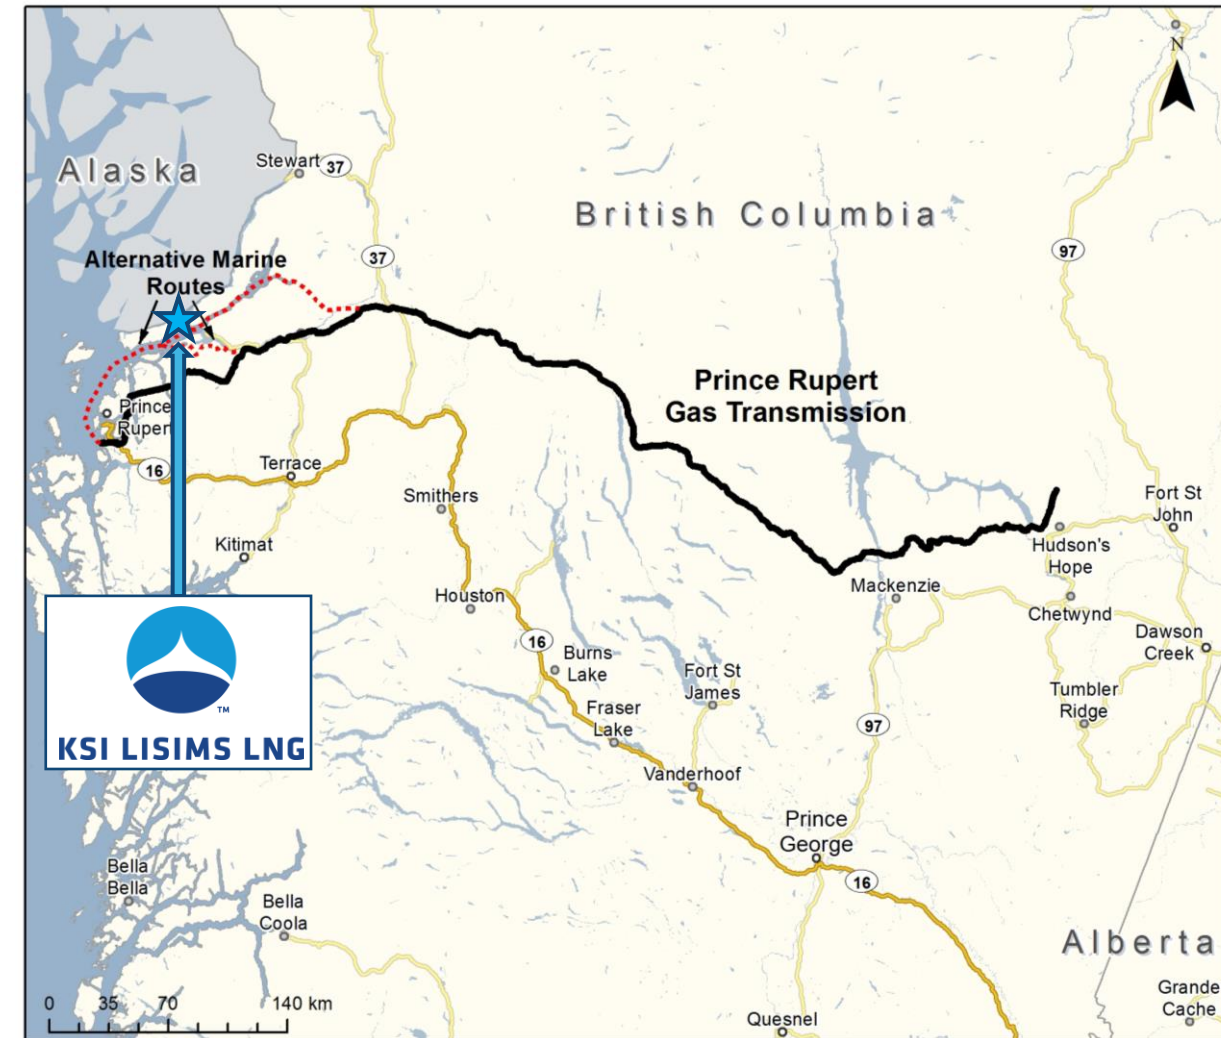 N
Alaska
Stewart
37
British Columbia
97
37
Alternative Marine
Routes
Prince Rupert
Gas Transmission
Prince
Rupert
16
Terrace
Smithers
Fort St
John
Kitimat
Hudson's
Hope
Mackenzie
Houston
Chetwynd
Dawson
Creek
16
Burns
Lake
Fort St
James
Tumbler
Ridge
Fraser
Lake
97
TM
KSI LISIMS LNG
Vanderhoof
Prince
George
16
Bella
Bella
Bella
Coola
Alberta
Grande
Cache
0 35 70 140 km
Quesnel